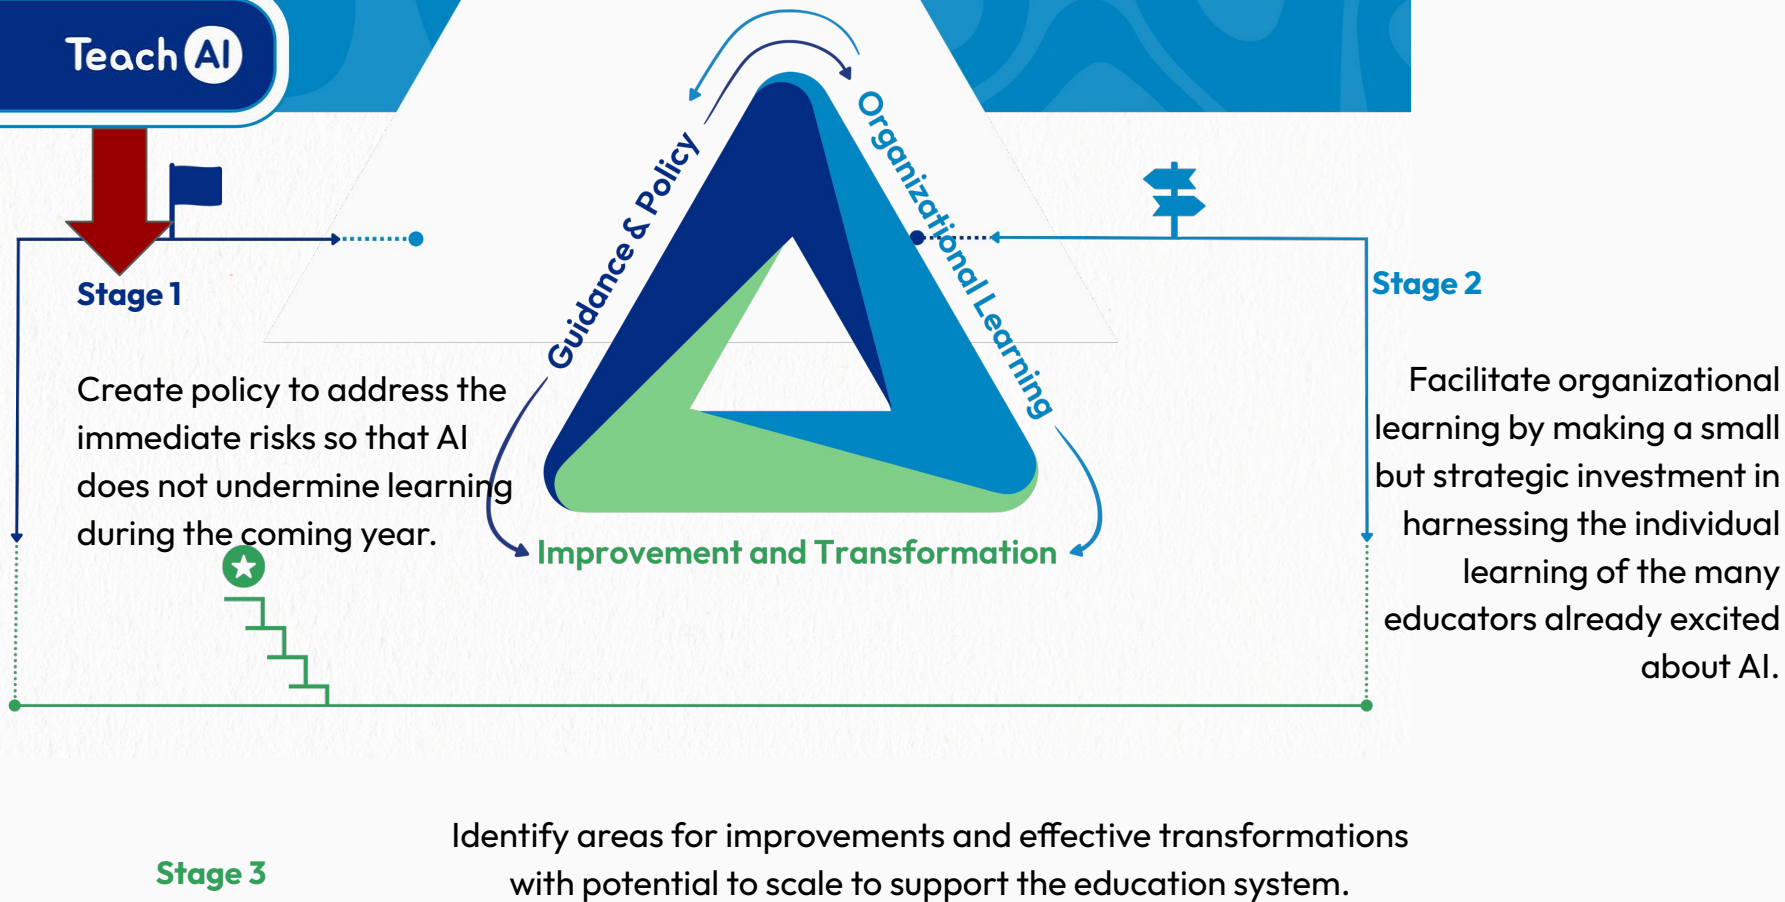 Teach AI
Guidance & Policy
Organizational Learning
Improvement and Transformation
Stage 1
Create policy to address the
immediate risks so that AI
does not undermine learning
during the coming year.
Stage 2
Facilitate organizational
learning by making a small
but strategic investment in
harnessing the individual
learning of the many
educators already excited
about AI.
Stage 3
Identify areas for improvements and effective transformations
with potential to scale to support the education system.